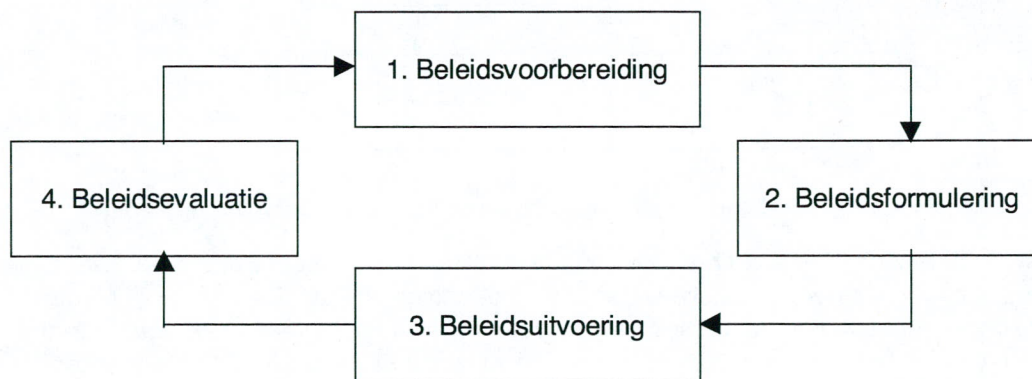 1. Beleidsvoorbereiding
2. Beleidsformulering
3. Beleidsuitvoering
4. Beleidsevaluatie